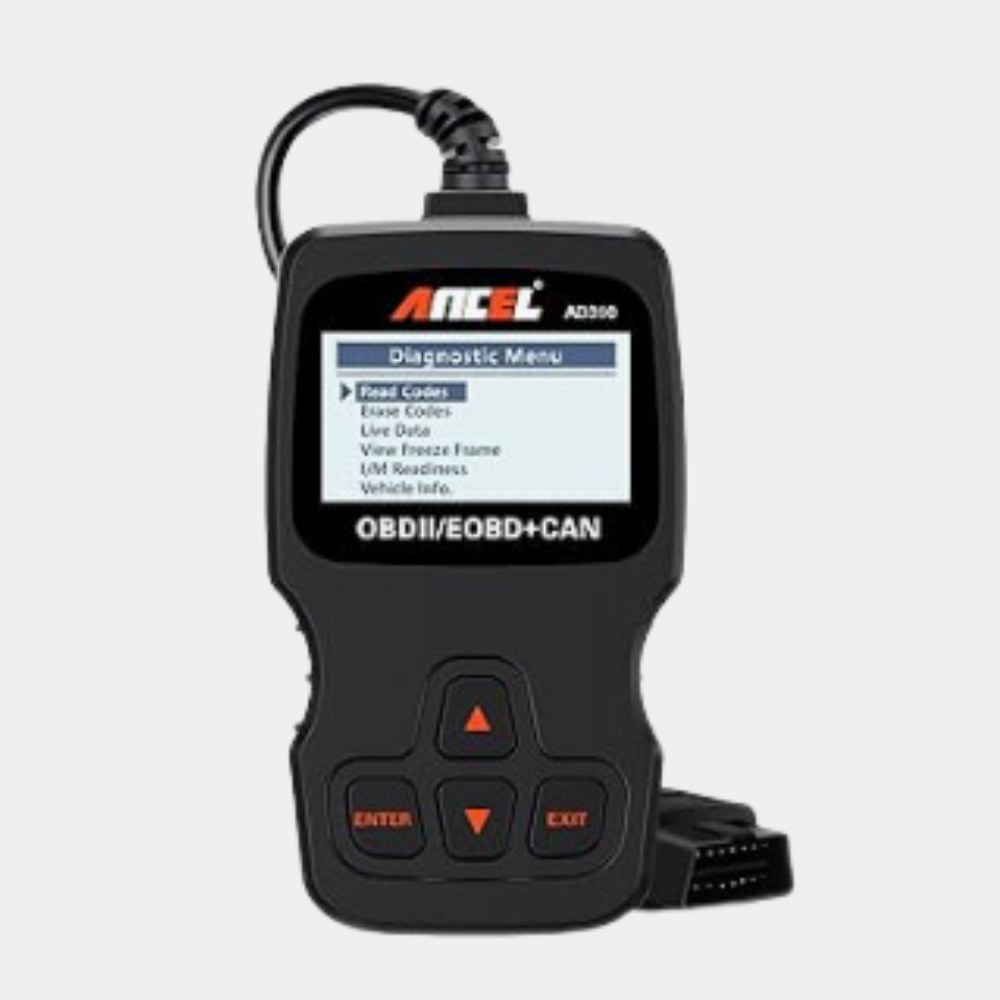 ANCEL®
AD310
Diagnostic Menu
Read Codes
Erase Codes
Live Data
View Freeze Frame
I/M Readiness
Vehicle Info.
OBDII/EOBD+CAN
ENTER
EXIT